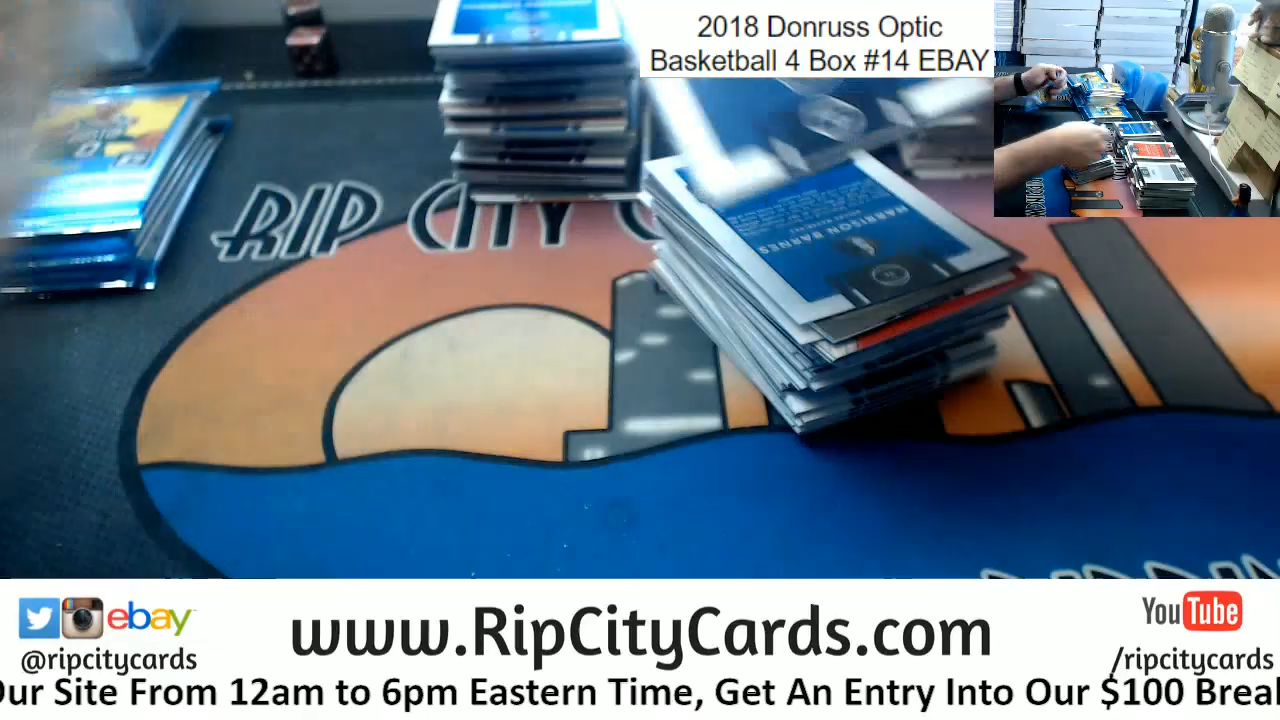 2018 Donruss Optic
Basketball 4 Box #14 EBAY
RIP CITY C
HARRISON BARNES
ebay
www.RipCityCards.com
YouTube
@ripcitycards
/ripcitycards
Our Site From 12am to 6pm Eastern Time, Get An Entry Into Our $100 Break